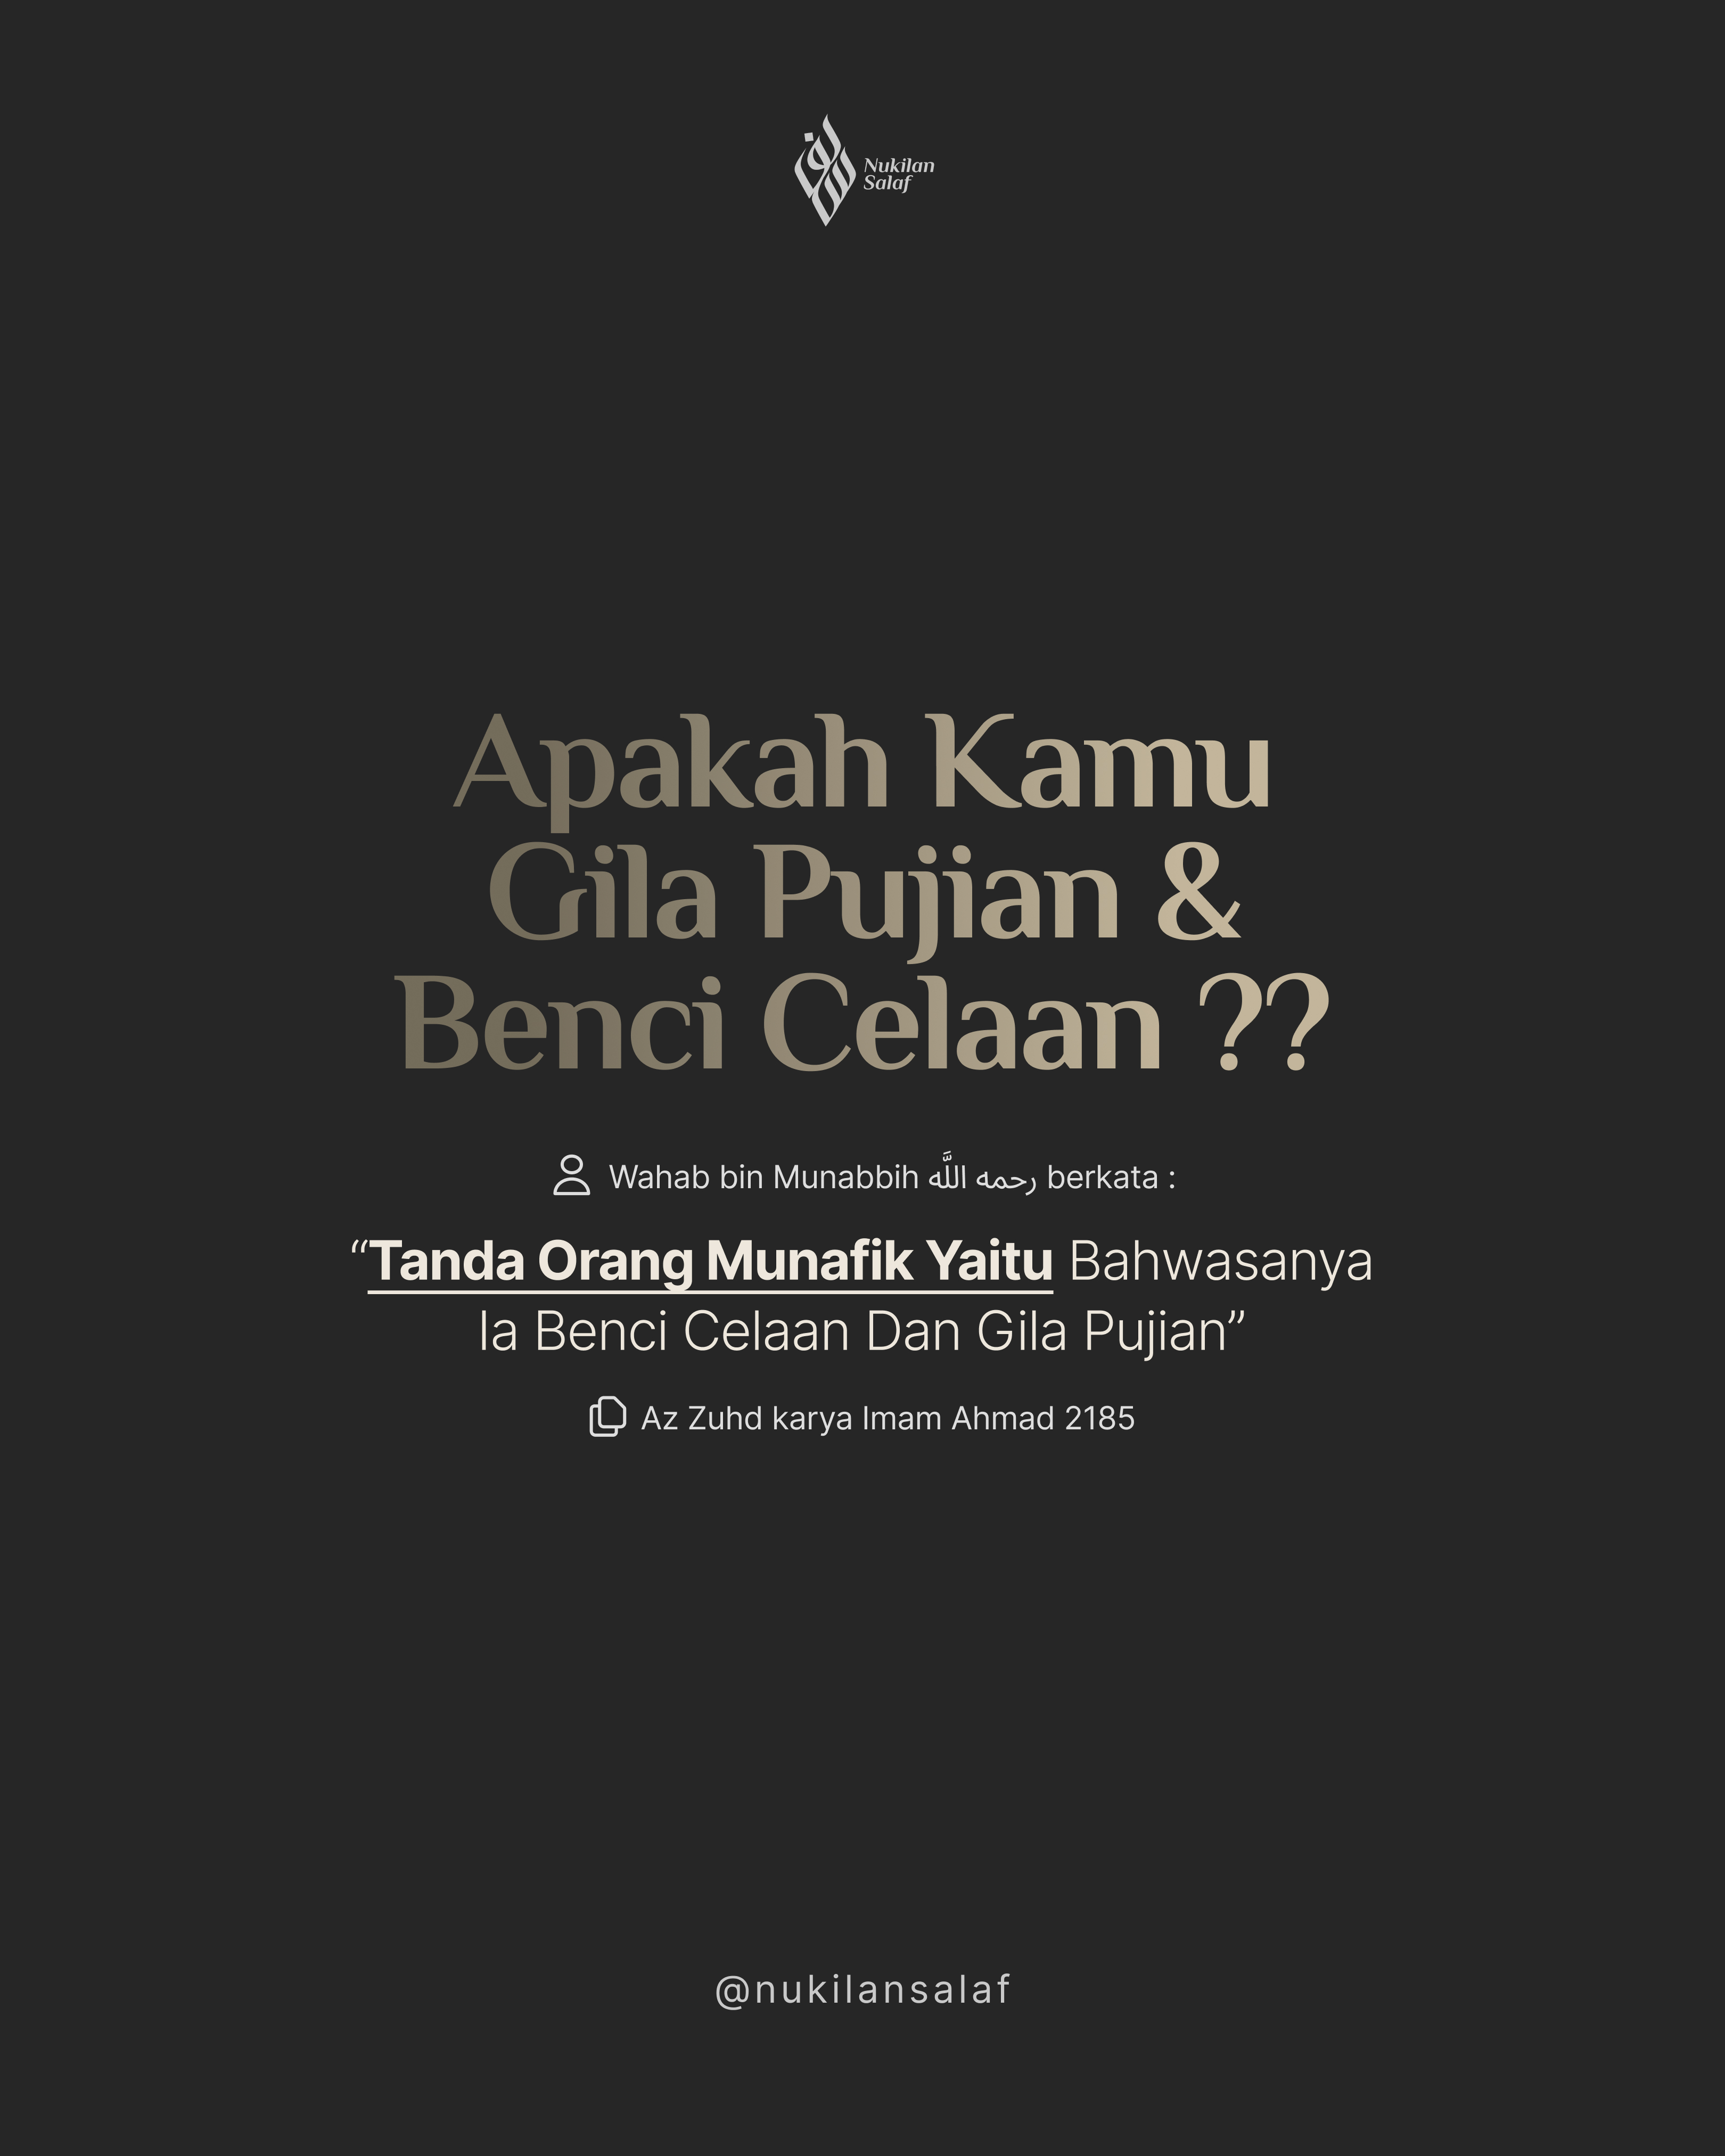 Nukilan
Salaf
Apakah Kamu
Gila Pujian &
Benci Celaan ??
Wahab bin Munabbih رحمه اللّه berkata :
“Tanda Orang Munafik Yaitu Bahwasanya
Ia Benci Celaan Dan Gila Pujian”
Az Zuhd karya Imam Ahmad 2185
@nukilansalaf